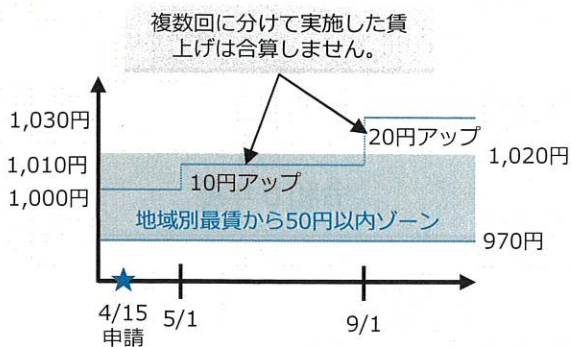 複数回に分けて実施した賃
上げは合算しません。
1,030円
20円アップ
1,010円
1,020円
10円アップ
1,000円
地域別最賃から50円以内ゾーン
970円
4/15
申請
5/1
9/1